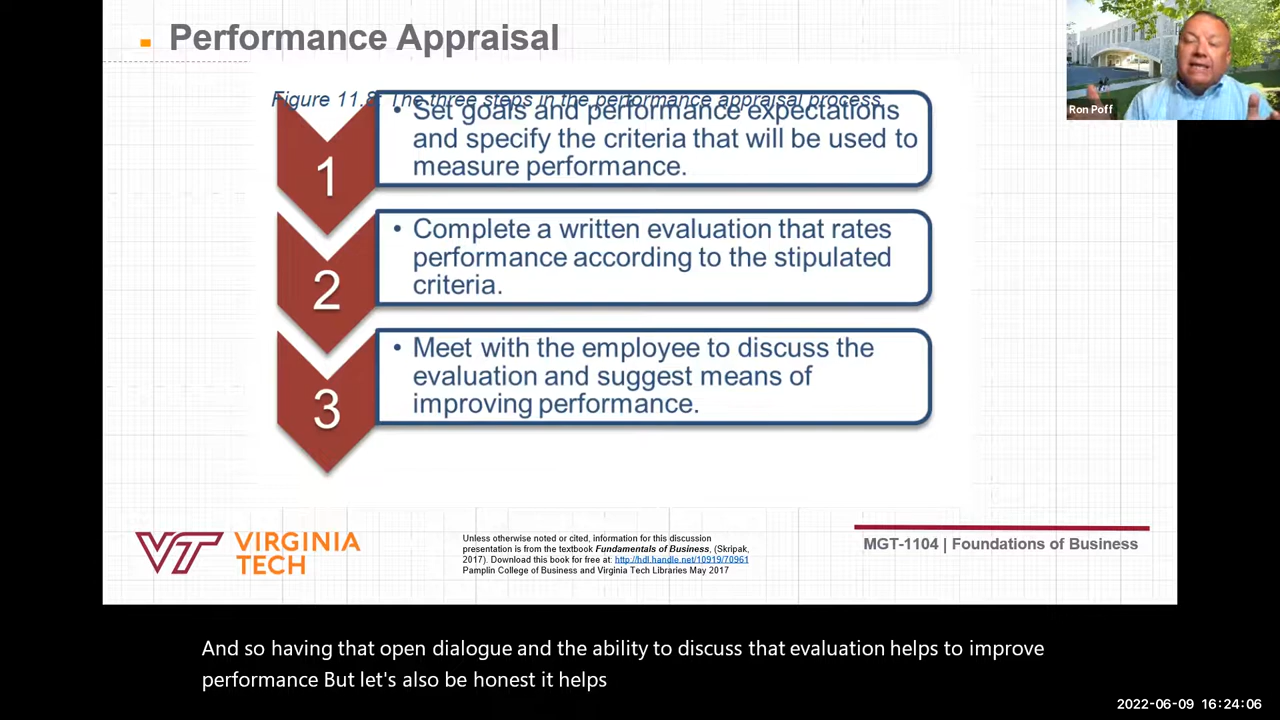 Performance Appraisal
Figure 11.8: The three steps in the performance appraisal process
1
• Set goals and performance expectations
and specify the criteria that will be used to
measure performance.
2
• Complete a written evaluation that rates
performance according to the stipulated
criteria.
3
• Meet with the employee to discuss the
evaluation and suggest means of
improving performance.
Ron Poff
VT VIRGINIA
TECH
Unless otherwise noted or cited, information for this discussion
presentation is from the textbook Fundamentals of Business, (Skripak,
2017). Download this book for free at: http://hdl.handle.net/10919/70961
Pamplin College of Business and Virginia Tech Libraries May 2017
MGT-1104 | Foundations of Business
And so having that open dialogue and the ability to discuss that evaluation helps to improve
performance But let's also be honest it helps
2022-06-09 16:24:06